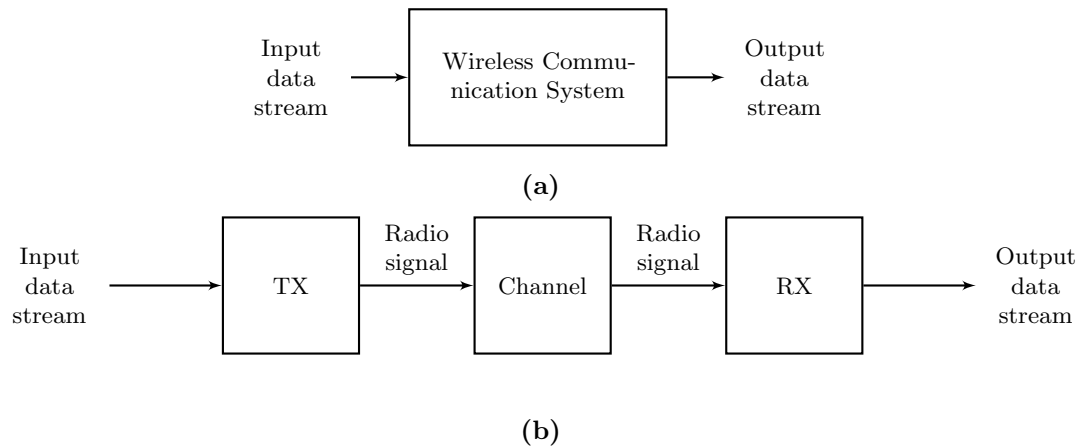 Input
data
stream
Wireless Commu-
nication System
Output
data
stream
(a)
Input
data
stream
TX
Radio
signal
Channel
Radio
signal
RX
Output
data
stream
(b)